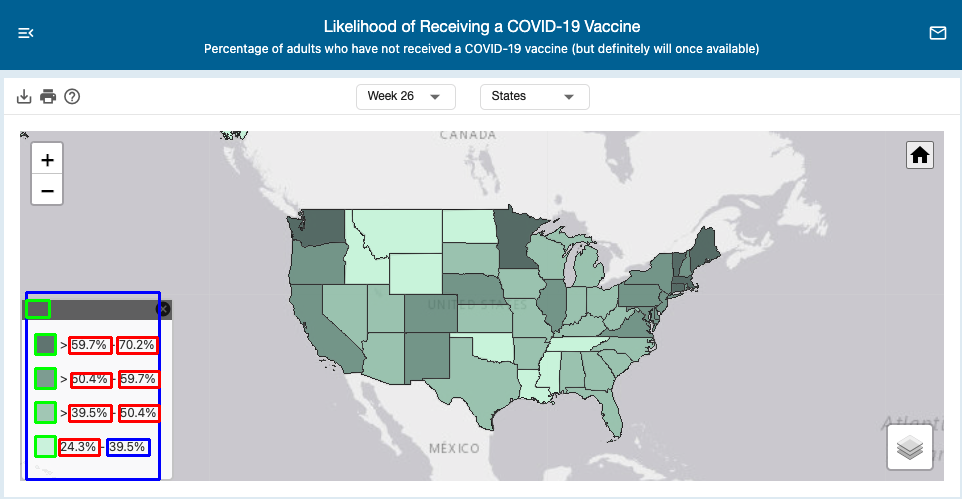 Likelihood of Receiving a COVID-19 Vaccine
Percentage of adults who have not received a COVID-19 vaccine (but definitely will once available)
Week 26
States
CANADA
+
−
UNITED STATES
> 59.7% - 70.2%
> 50.4% - 59.7%
> 39.5% - 50.4%
24.3% - 39.5%
MÉXICO